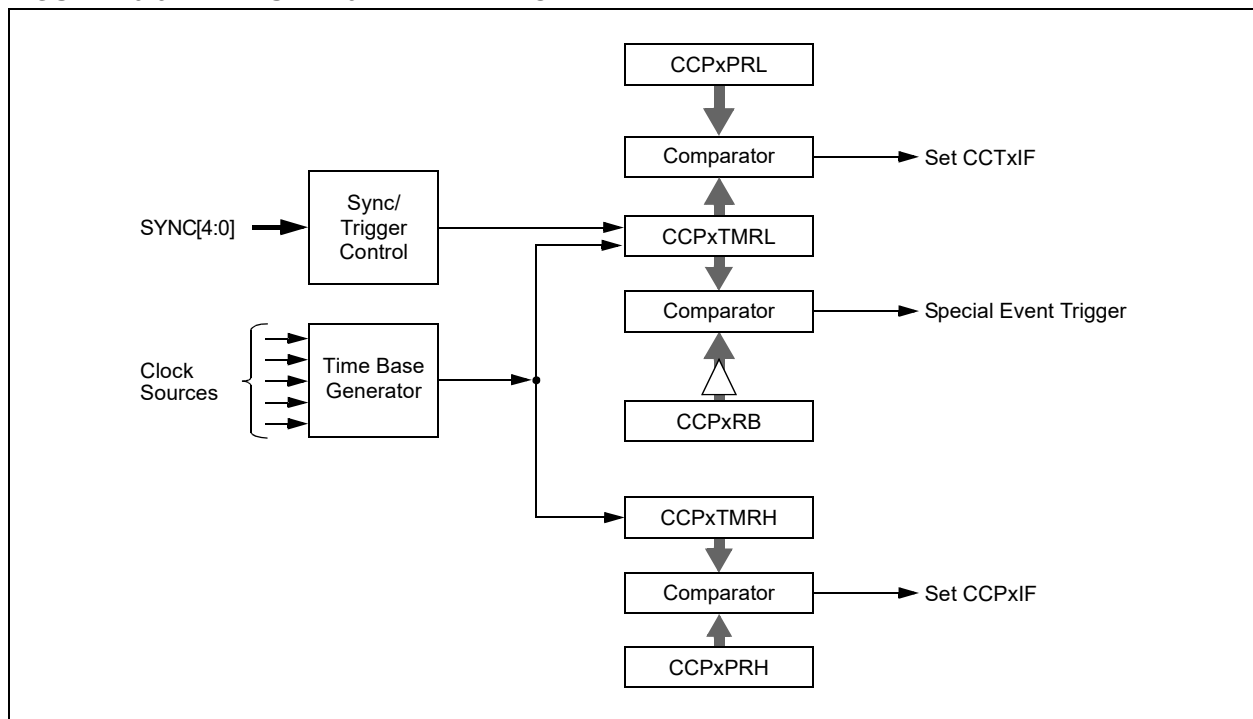 CCPxPRL
Comparator
Set CCTxIF
Sync/
Trigger
Control
SYNC[4:0]
CCPxTMRL
Comparator
Special Event Trigger
Clock
Sources
Time Base
Generator
CCPxRB
CCPxTMRH
Comparator
Set CCPxIF
CCPxPRH